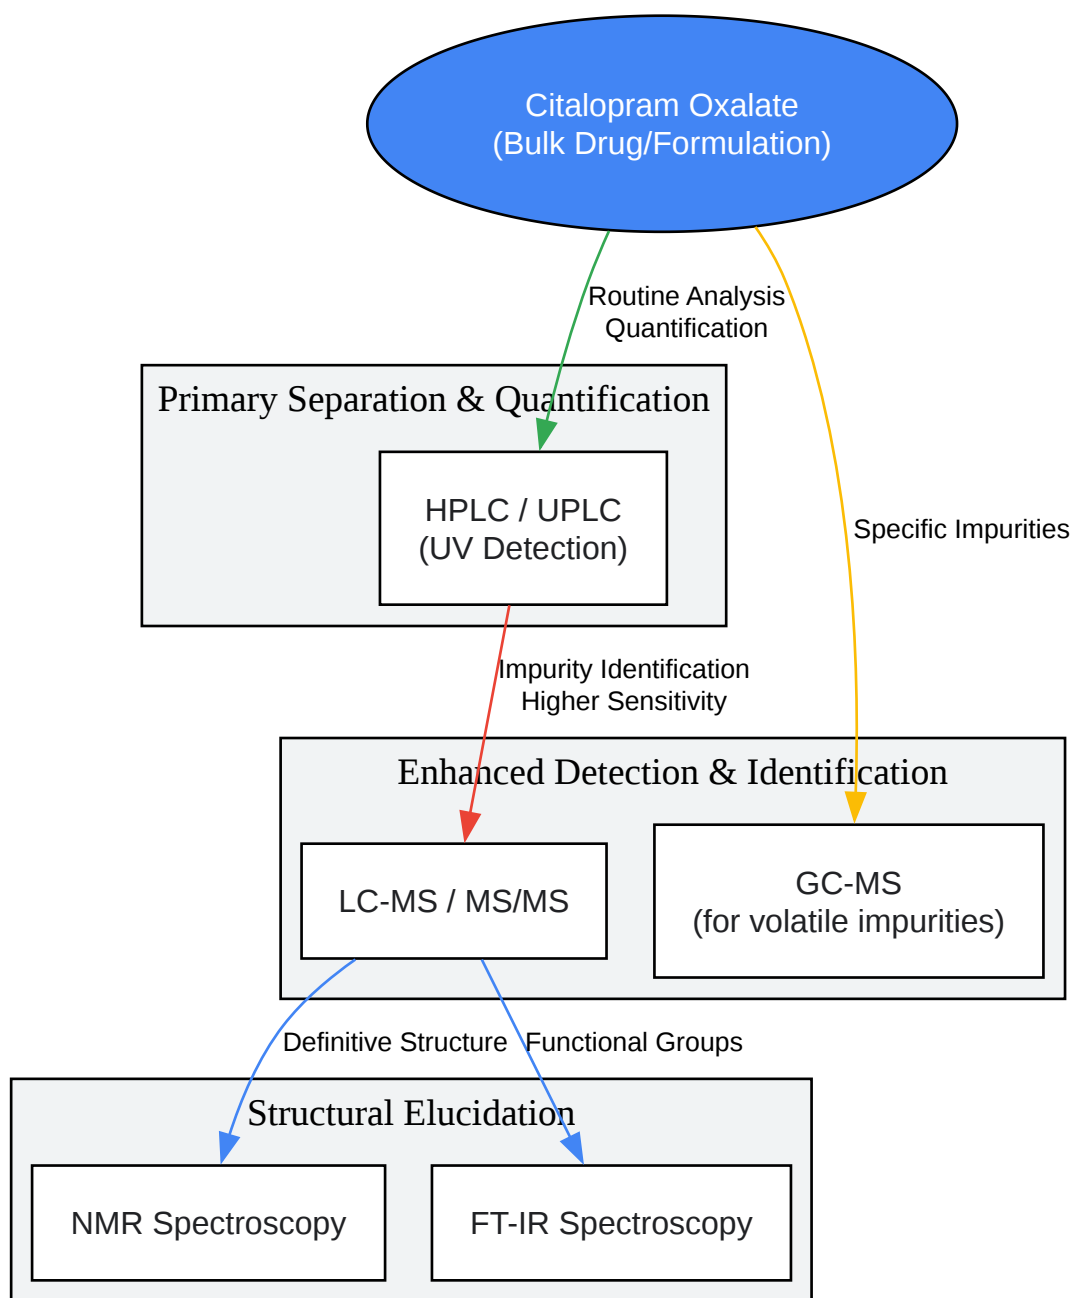 Citalopram Oxalate
(Bulk Drug/Formulation)
Routine Analysis
Quantification
Primary Separation & Quantification
HPLC / UPLC
(UV Detection)
Specific Impurities
Impurity Identification
Higher Sensitivity
Enhanced Detection & Identification
LC-MS / MS/MS
GC-MS
(for volatile impurities)
Definitive Structure
Functional Groups
Structural Elucidation
NMR Spectroscopy
FT-IR Spectroscopy